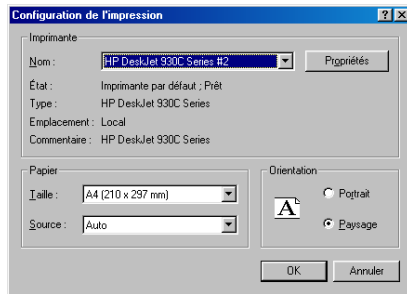 Configuration de l'impression
Imprimante
Nom : HP DeskJet 930C Series #2 Propriétés
État : Imprimante par défaut ; Prêt
Type : HP DeskJet 930C Series
Emplacement : Local
Commentaire : HP DeskJet 930C Series
Papier
Taille : A4 (210 x 297 mm)
Source : Auto
Orientation
A
Portrait
Paysage
OK Annuler